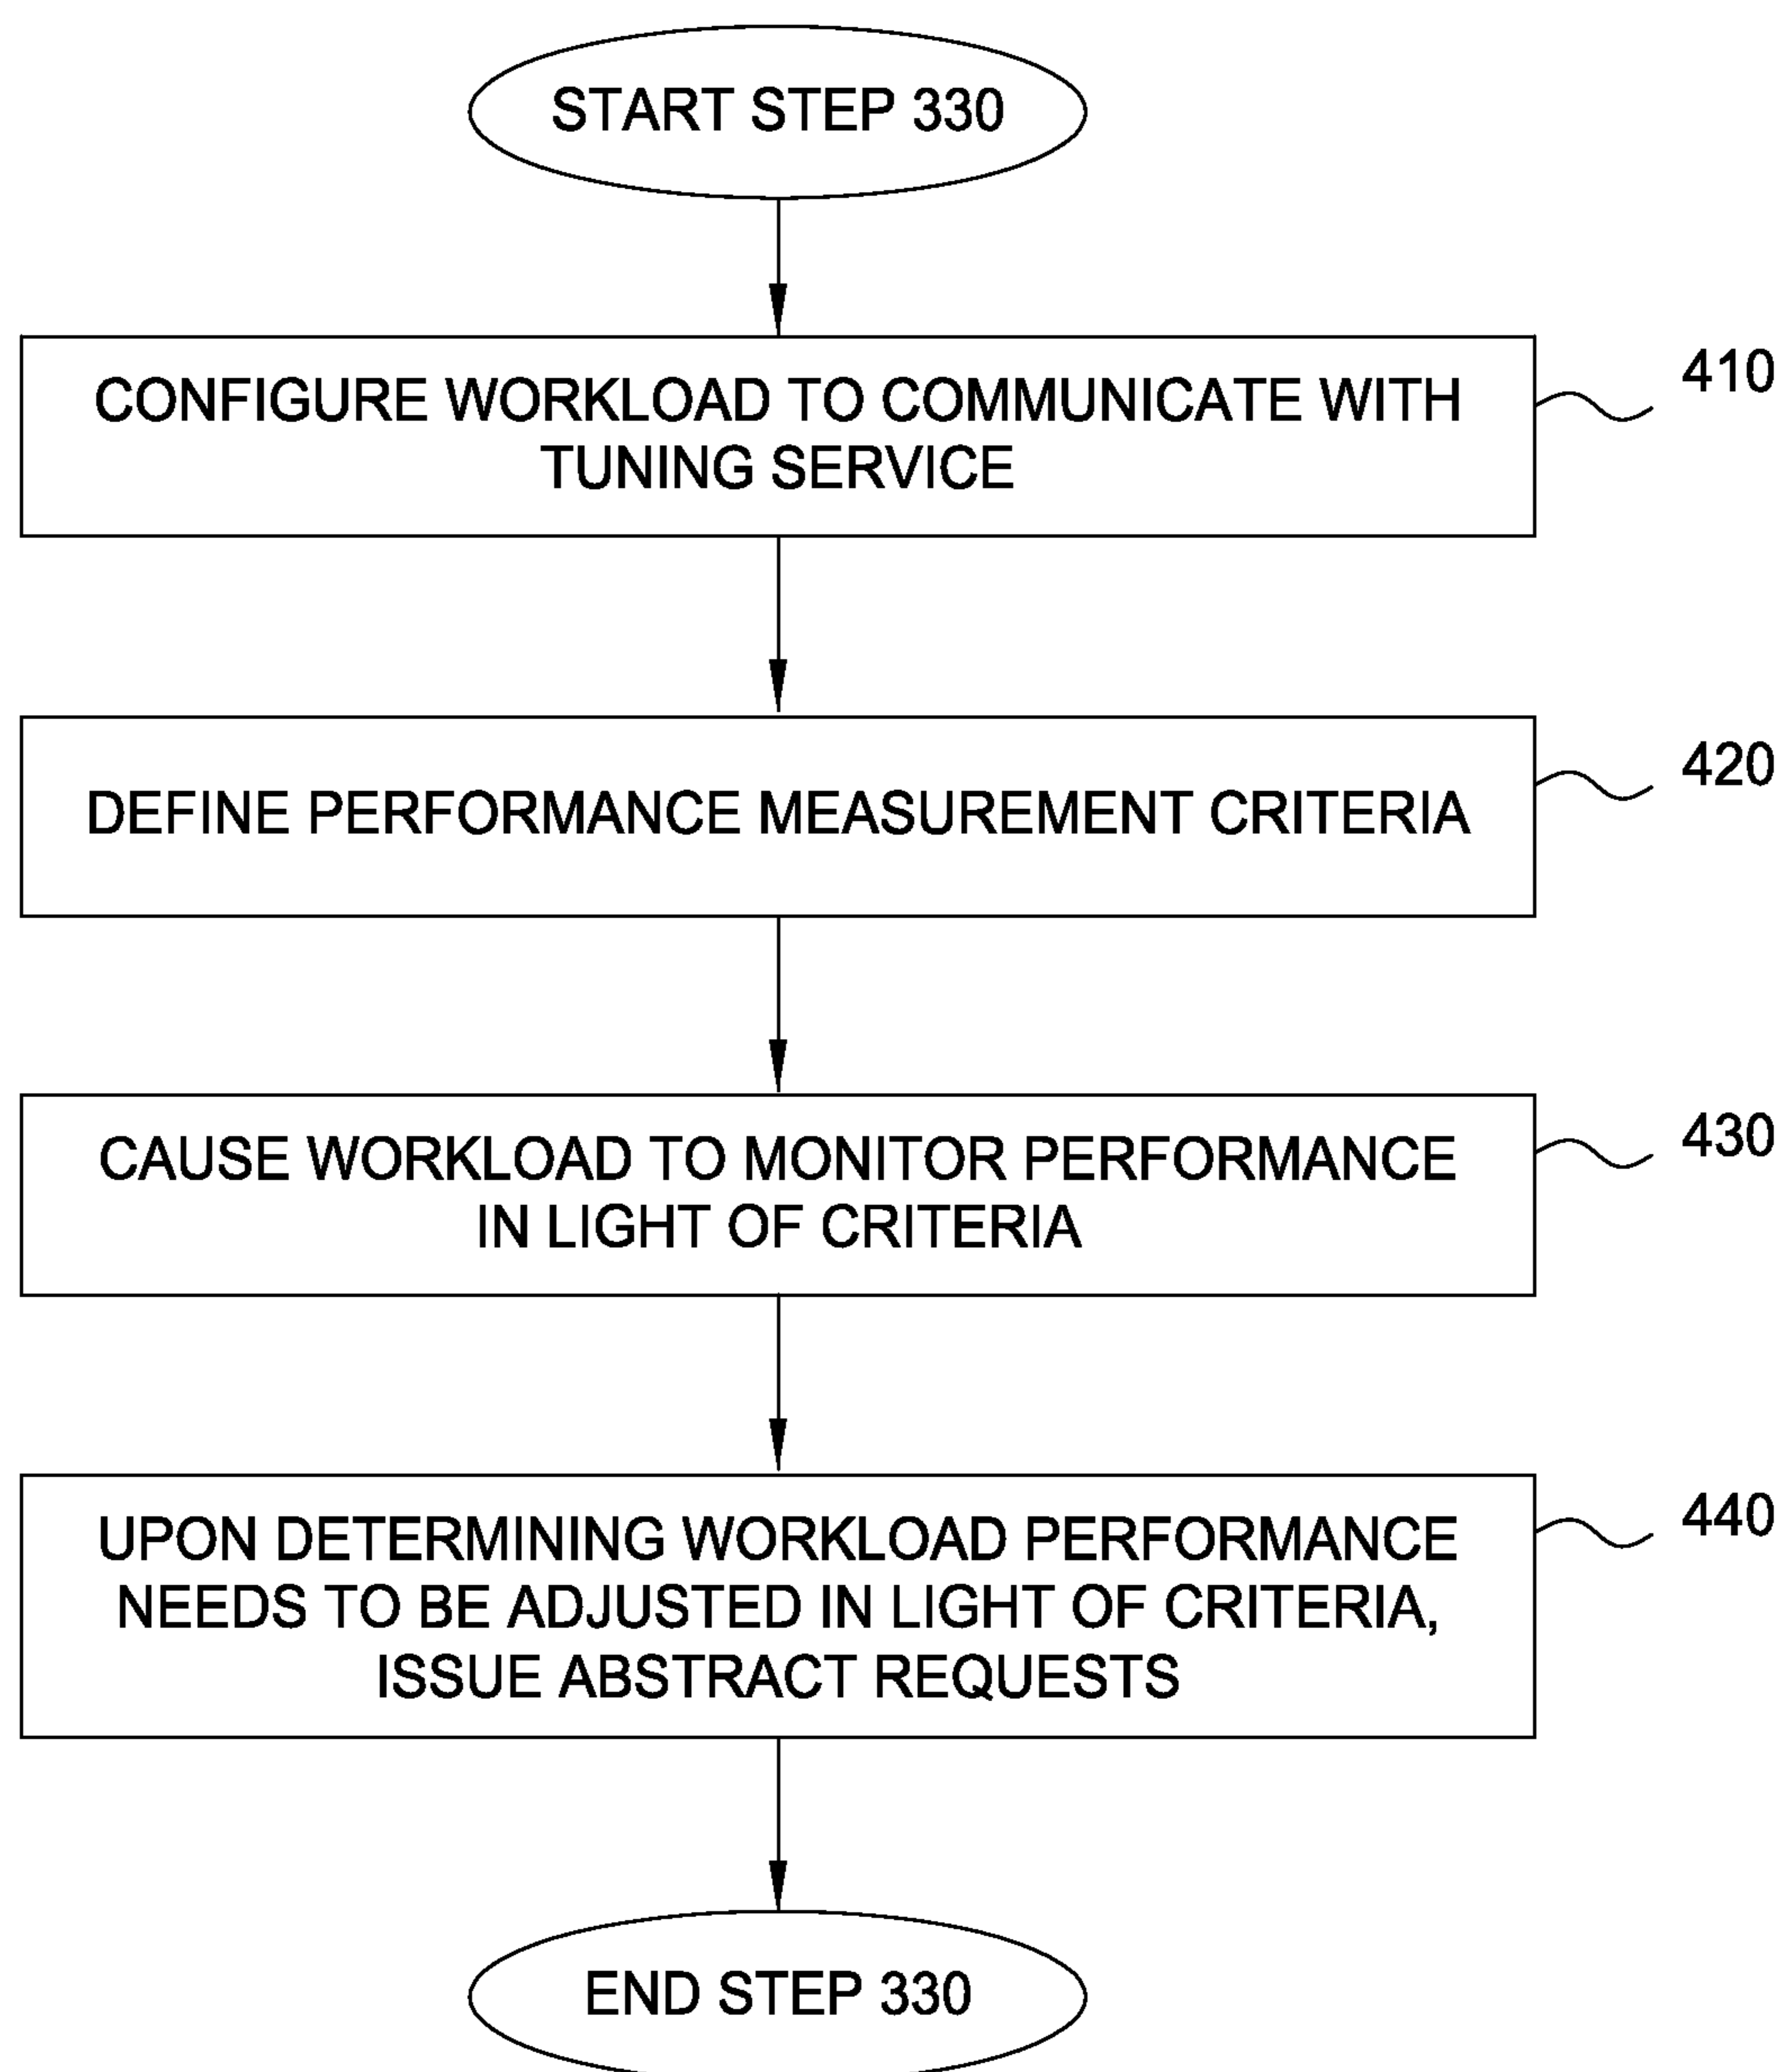 START STEP 330
CONFIGURE WORKLOAD TO COMMUNICATE WITH
TUNING SERVICE
410
DEFINE PERFORMANCE MEASUREMENT CRITERIA
420
CAUSE WORKLOAD TO MONITOR PERFORMANCE
IN LIGHT OF CRITERIA
430
UPON DETERMINING WORKLOAD PERFORMANCE
NEEDS TO BE ADJUSTED IN LIGHT OF CRITERIA,
ISSUE ABSTRACT REQUESTS
440
END STEP 330